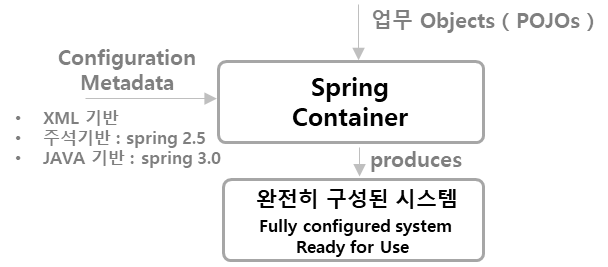 업무 Objects ( POJOs )
Configuration
Metadata
• XML 기반
• 주석기반 : spring 2.5
• JAVA 기반 : spring 3.0
Spring
Container
produces
완전히 구성된 시스템
Fully configured system
Ready for Use